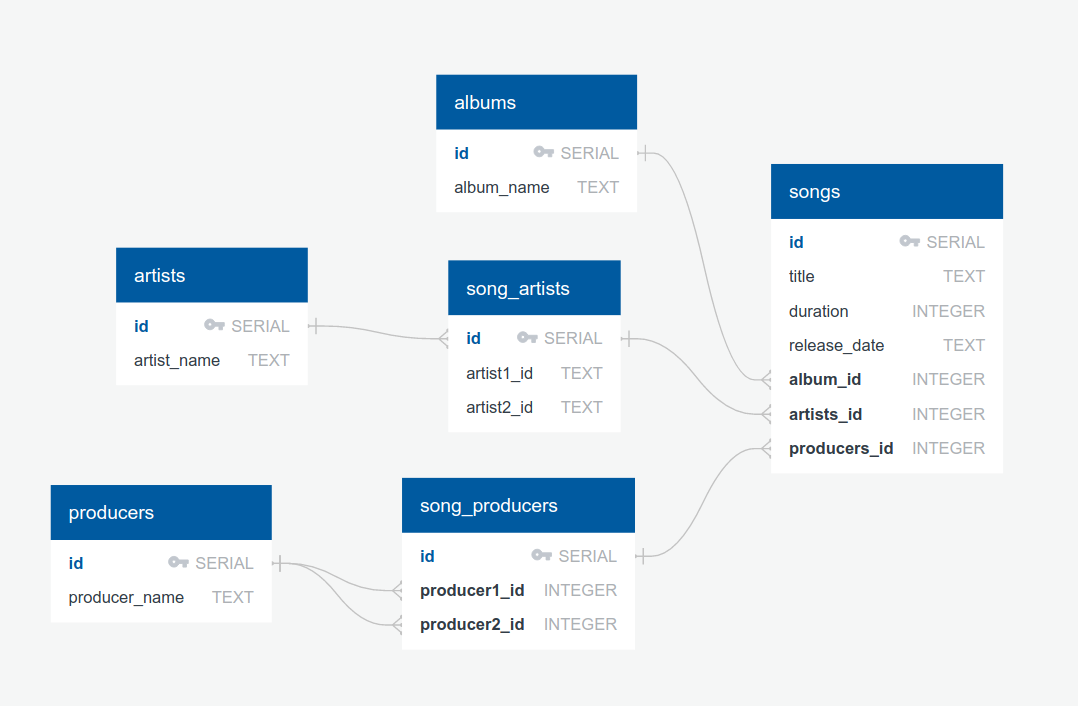 albums
id SERIAL
album_name TEXT
songs
id SERIAL
title TEXT
duration INTEGER
release_date TEXT
album_id INTEGER
artists_id INTEGER
producers_id INTEGER
artists
id SERIAL
artist_name TEXT
song_artists
id SERIAL
artist1_id TEXT
artist2_id TEXT
producers
id SERIAL
producer_name TEXT
song_producers
id SERIAL
producer1_id INTEGER
producer2_id INTEGER